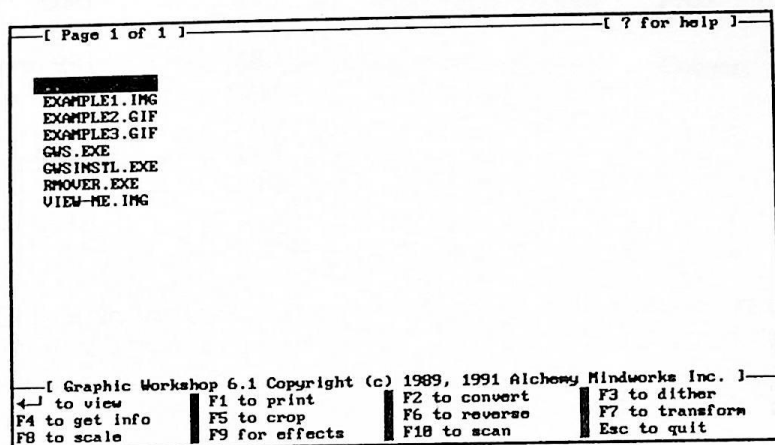 [ Page 1 of 1 ] [ ? for help ]
..
EXAMPLE1.IMG
EXAMPLE2.GIF
EXAMPLE3.GIF
GWS.EXE
GWSINSTL.EXE
RMOVER.EXE
VIEW-ME.IMG
[ Graphic Workshop 6.1 Copyright (c) 1989, 1991 Alchemy Mindworks Inc. ]
↵ to view F1 to print F2 to convert F3 to dither
F4 to get info F5 to crop F6 to reverse F7 to transform
F8 to scale F9 for effects F10 to scan Esc to quit